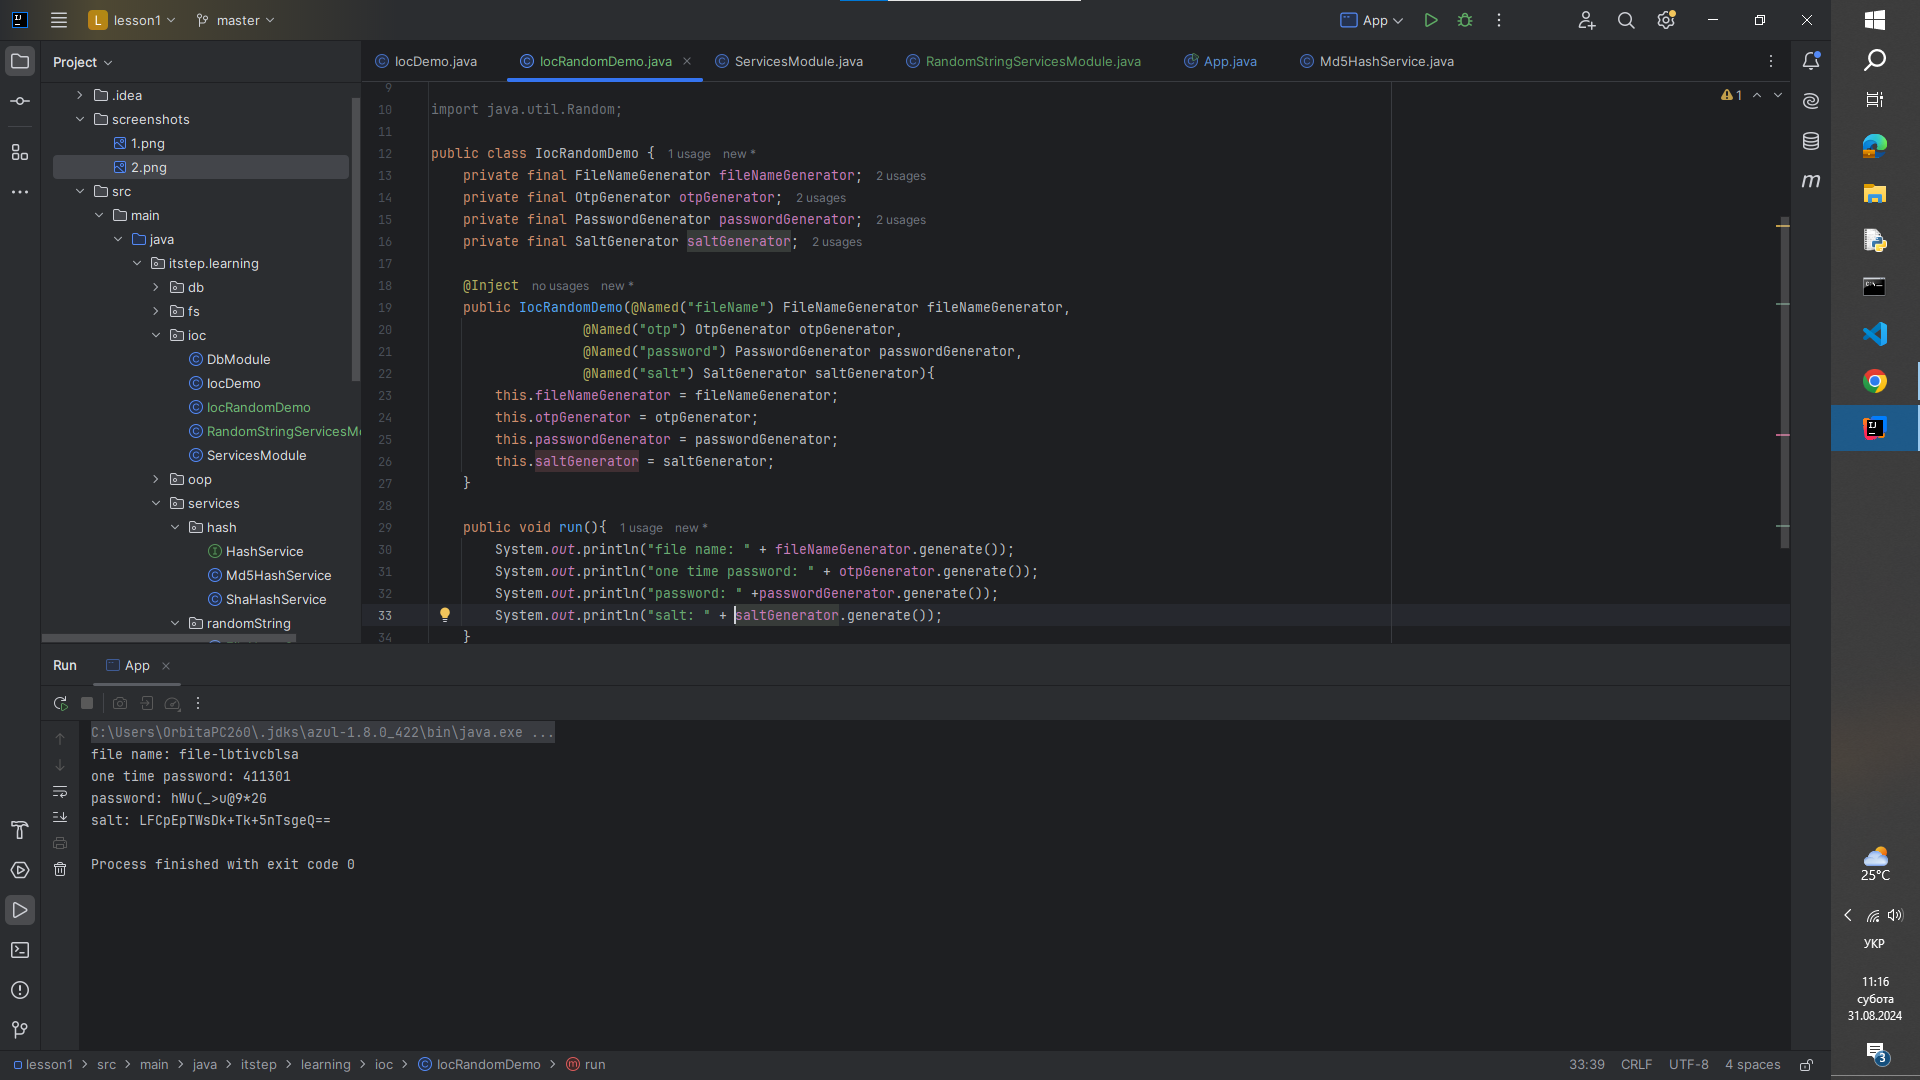 L lesson1 master App
Project
IocDemo.java IocRandomDemo.java ServicesModule.java RandomStringServicesModule.java App.java Md5HashService.java
.idea
screenshots
1.png
2.png
src
main
java
itstep.learning
db
fs
ioc
DbModule
IocDemo
IocRandomDemo
RandomStringServicesMo
ServicesModule
oop
services
hash
HashService
Md5HashService
ShaHashService
randomString
1
9
10 import java.util.Random;
11
12 public class IocRandomDemo { 1 usage new *
13 private final FileNameGenerator fileNameGenerator; 2 usages
14 private final OtpGenerator otpGenerator; 2 usages
15 private final PasswordGenerator passwordGenerator; 2 usages
16 private final SaltGenerator saltGenerator; 2 usages
17
18 @Inject no usages new *
19 public IocRandomDemo(@Named("fileName") FileNameGenerator fileNameGenerator,
20 @Named("otp") OtpGenerator otpGenerator,
21 @Named("password") PasswordGenerator passwordGenerator,
22 @Named("salt") SaltGenerator saltGenerator){
23 this.fileNameGenerator = fileNameGenerator;
24 this.otpGenerator = otpGenerator;
25 this.passwordGenerator = passwordGenerator;
26 this.saltGenerator = saltGenerator;
27 }
28
29 public void run(){ 1 usage new *
30 System.out.println("file name: " + fileNameGenerator.generate());
31 System.out.println("one time password: " + otpGenerator.generate());
32 System.out.println("password: " +passwordGenerator.generate());
33 System.out.println("salt: " + saltGenerator.generate());
34 }
Run App
C:\Users\OrbitaPC260\.jdks\azul-1.8.0_422\bin\java.exe ...
file name: file-lbtivcblsa
one time password: 411301
password: hWu(_>u@9*2G
salt: LFCpEpTWsDk+Tk+5nTsgeQ==
Process finished with exit code 0
lesson1 > src > main > java > itstep > learning > ioc > IocRandomDemo > run
33:39 CRLF UTF-8 4 spaces
25°C
УКР
11:16
субота
31.08.2024
3